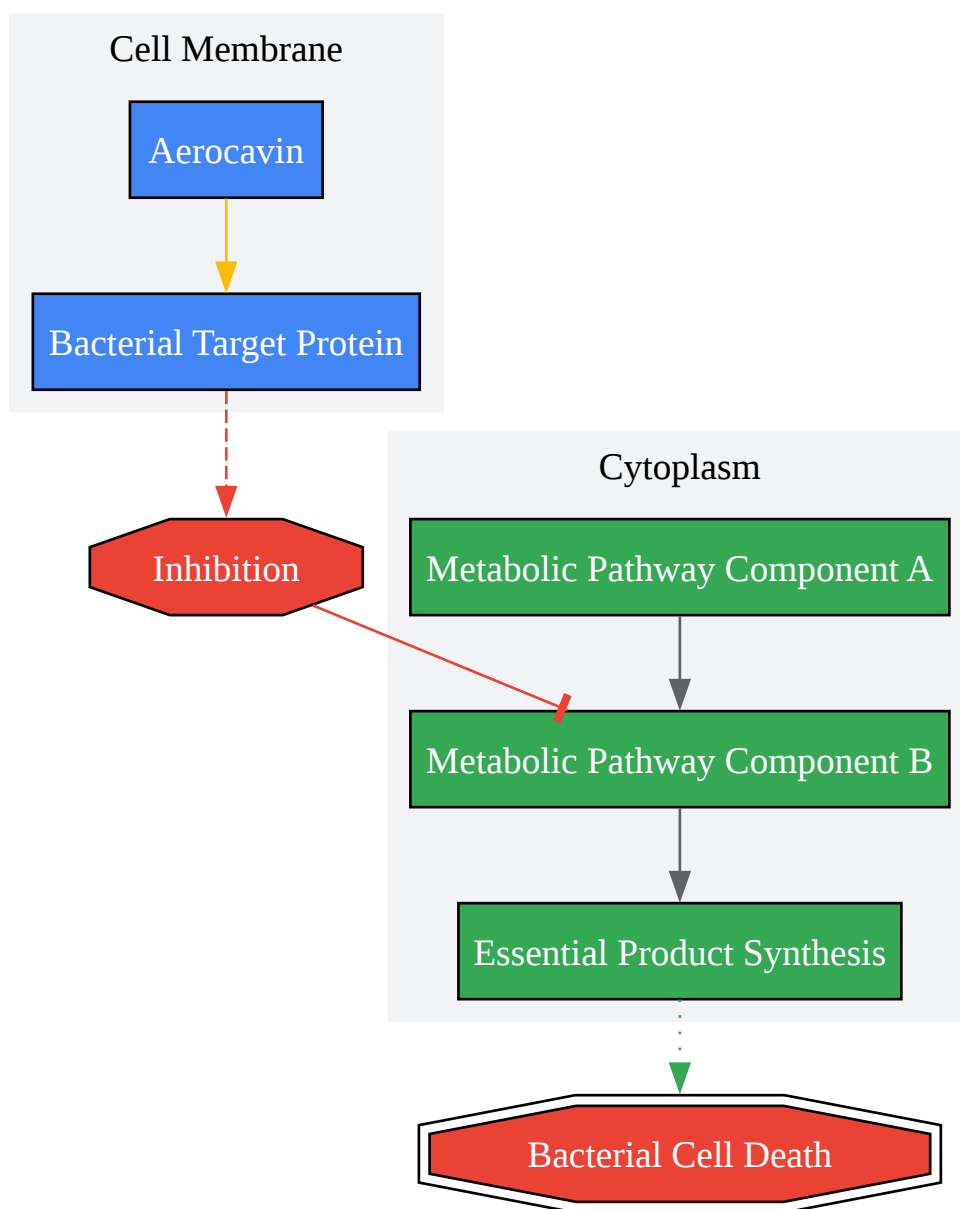 Cell Membrane
Aerocavin
Bacterial Target Protein
Cytoplasm
Inhibition
Metabolic Pathway Component A
Metabolic Pathway Component B
Essential Product Synthesis
Bacterial Cell Death